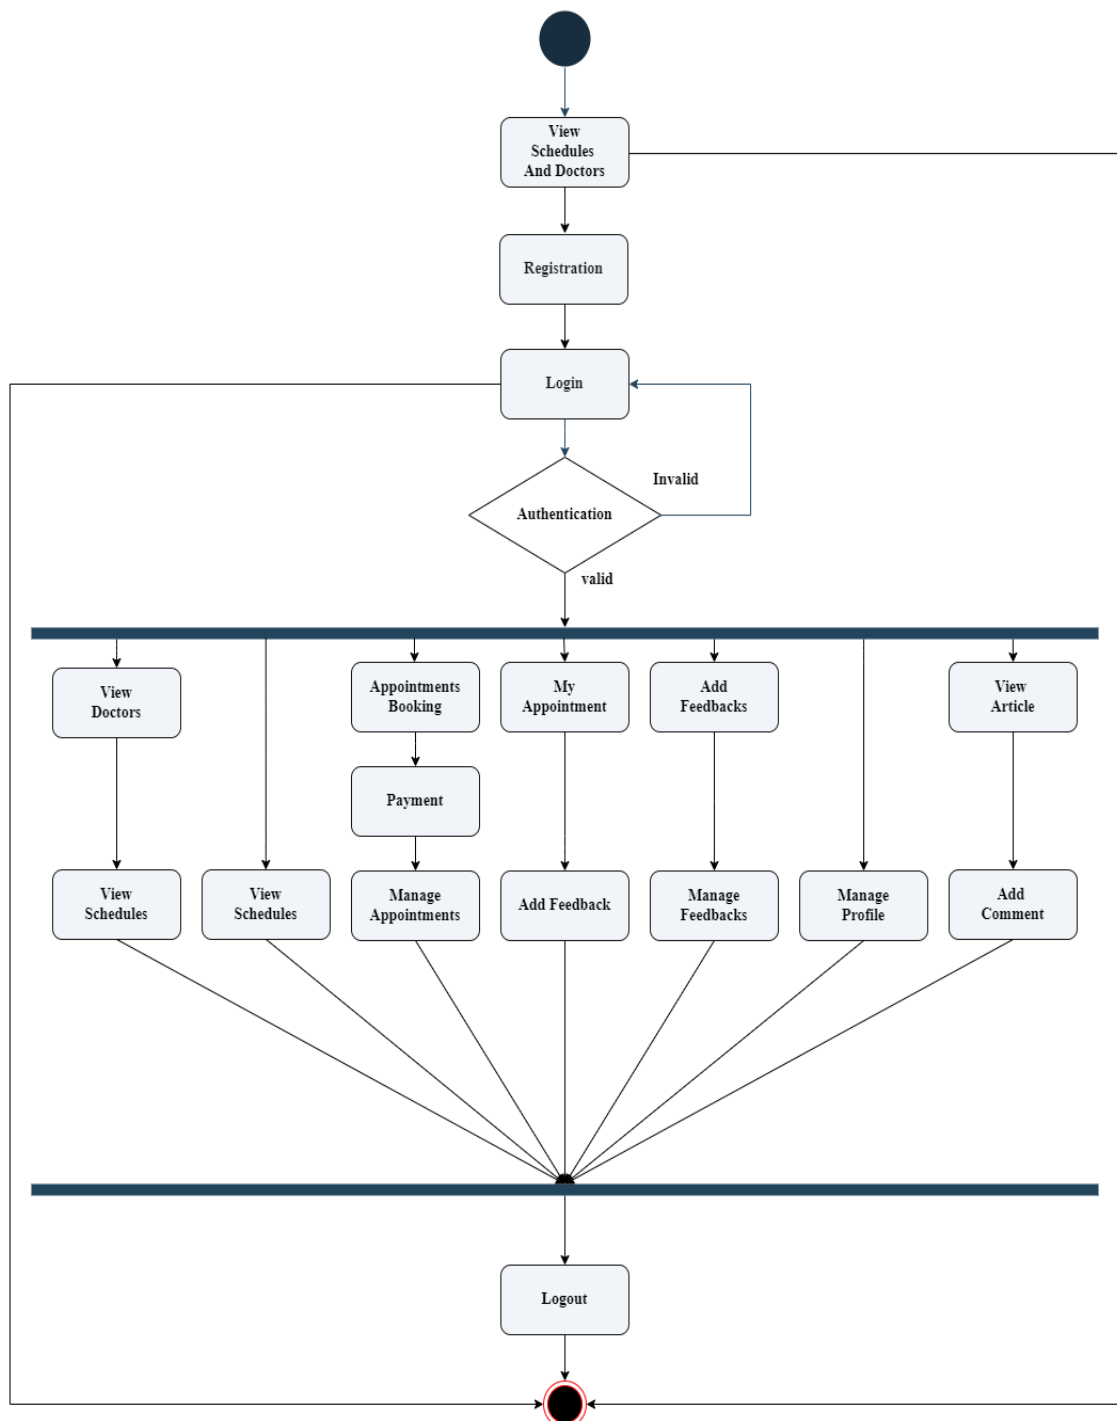 View
Schedules
And Doctors
Registration
Login
Invalid
Authentication
valid
View
Doctors
Appointments
Booking
My
Appointment
Add
Feedbacks
View
Article
Payment
View
Schedules
View
Schedules
Manage
Appointments
Add Feedback
Manage
Feedbacks
Manage
Profile
Add
Comment
Logout